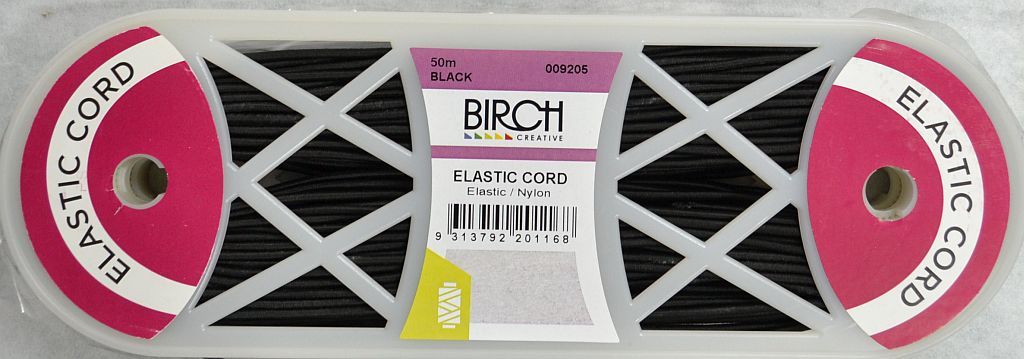 ELASTIC CORD
50m
BLACK
009205
BIRCH
CREATIVE
ELASTIC CORD
Elastic / Nylon
9 313792 201168
ELASTIC CORD